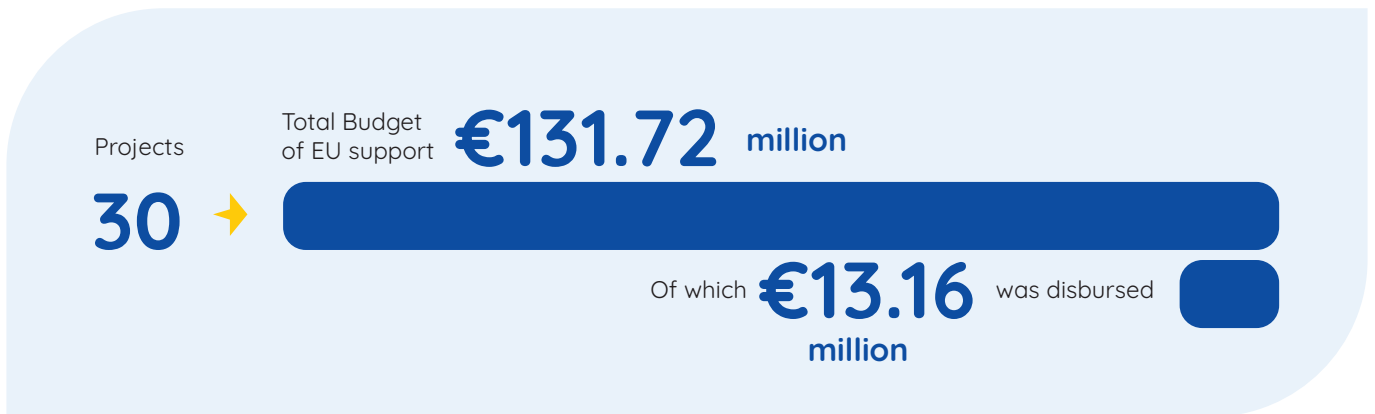 Projects
30
Total Budget
of EU support
€131.72 million
Of which €13.16 was disbursed
million